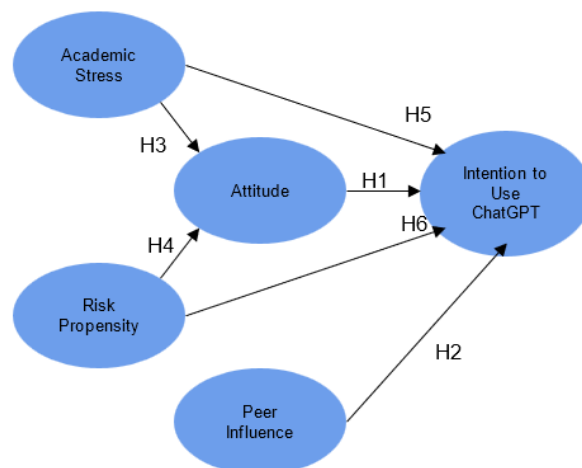 Academic
Stress
H5
H3
Intention to
Use
ChatGPT
Attitude
H1
H4
H6
Risk
Propensity
H2
Peer
Influence